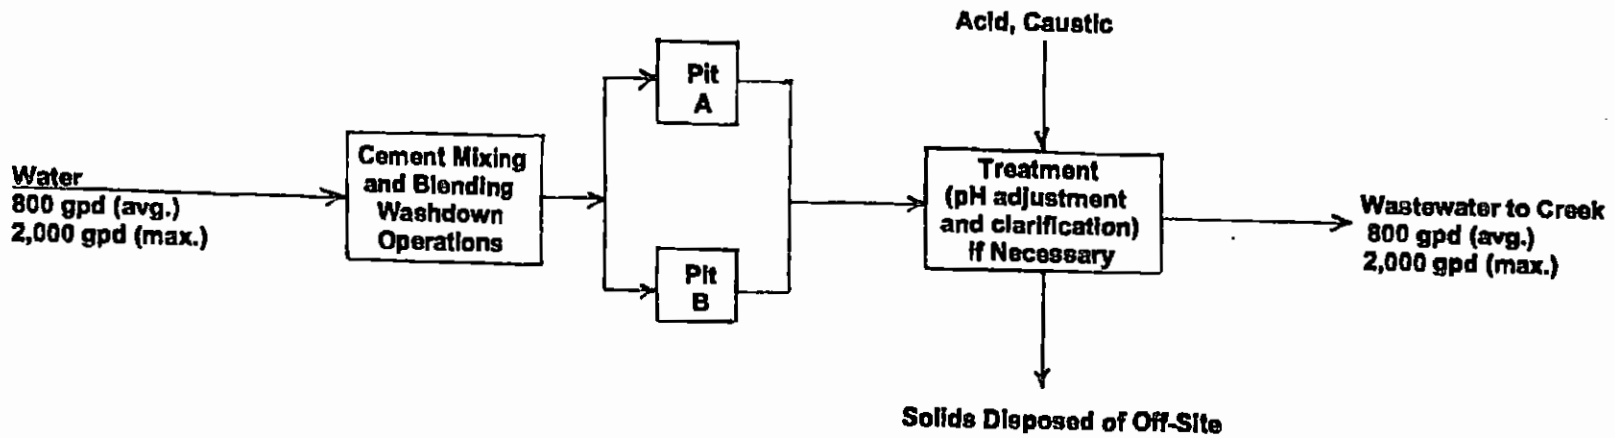 Water
800 gpd (avg.)
2,000 gpd (max.)
Cement Mixing
and Blending
Washdown
Operations
Pit
A
Pit
B
Acid, Caustic
Treatment
(pH adjustment
and clarification)
If Necessary
Solids Disposed of Off-Site
Wastewater to Creek
800 gpd (avg.)
2,000 gpd (max.)